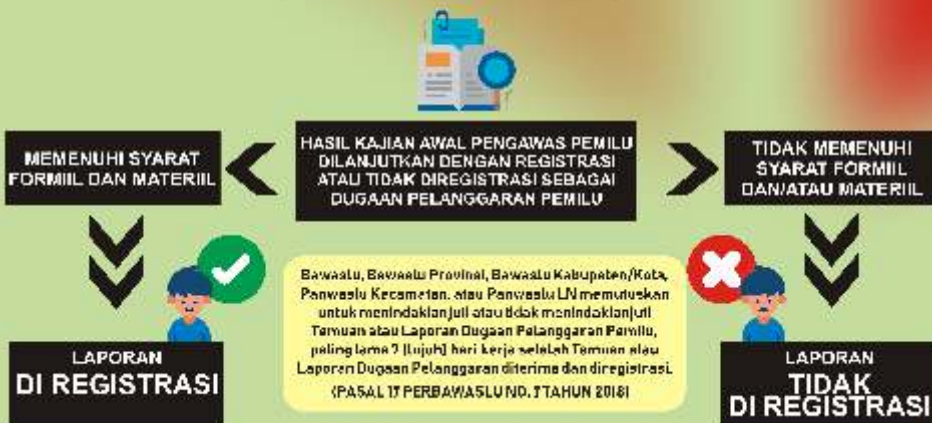 HASIL KAJIAN AWAL PENGAWAS PEMILU
DILANJUTKAN DENGAN REGISTRASI
ATAU TIDAK DIREGISTRASI SEBAGAI
DUGAAN PELANGGARAN PEMILU
MEMENUHI SYARAT
FORMIIL DAN MATERIIL
TIDAK MEMENUHI
SYARAT FORMIIL
DAN/ATAU MATERIIL
LAPORAN
DI REGISTRASI
Bawaslu, Bawaslu Provinsi, Bawaslu Kabupaten/Kota,
Panwaslu Kecamatan, atau Panwaslu LN memutuskan
untuk menindaklanjuti atau tidak menindaklanjuti
Temuan atau Laporan Dugaan Pelanggaran Pemilu,
paling lama 7 (tujuh) hari kerja setelah Temuan atau
Laporan Dugaan Pelanggaran diterima dan diregistrasi.
(PASAL 17 PERBAWASLU NO. 7 TAHUN 2018)
LAPORAN
TIDAK
DI REGISTRASI